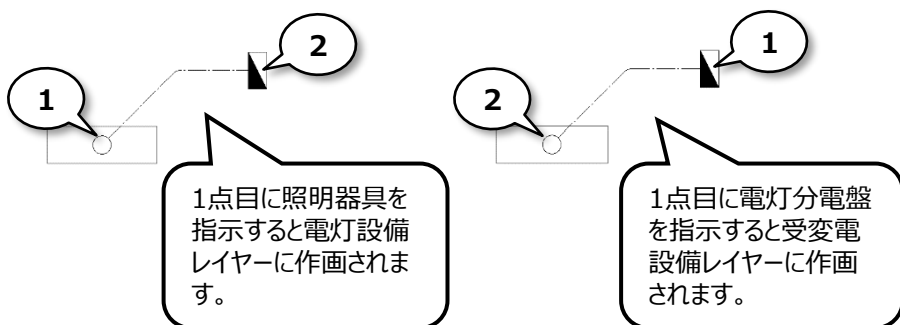 2
1
1
2
1点目に照明器具を
指示すると電灯設備
レイヤーに作画されま
す。
1点目に電灯分電盤
を指示すると受変電
設備レイヤーに作画
されます。